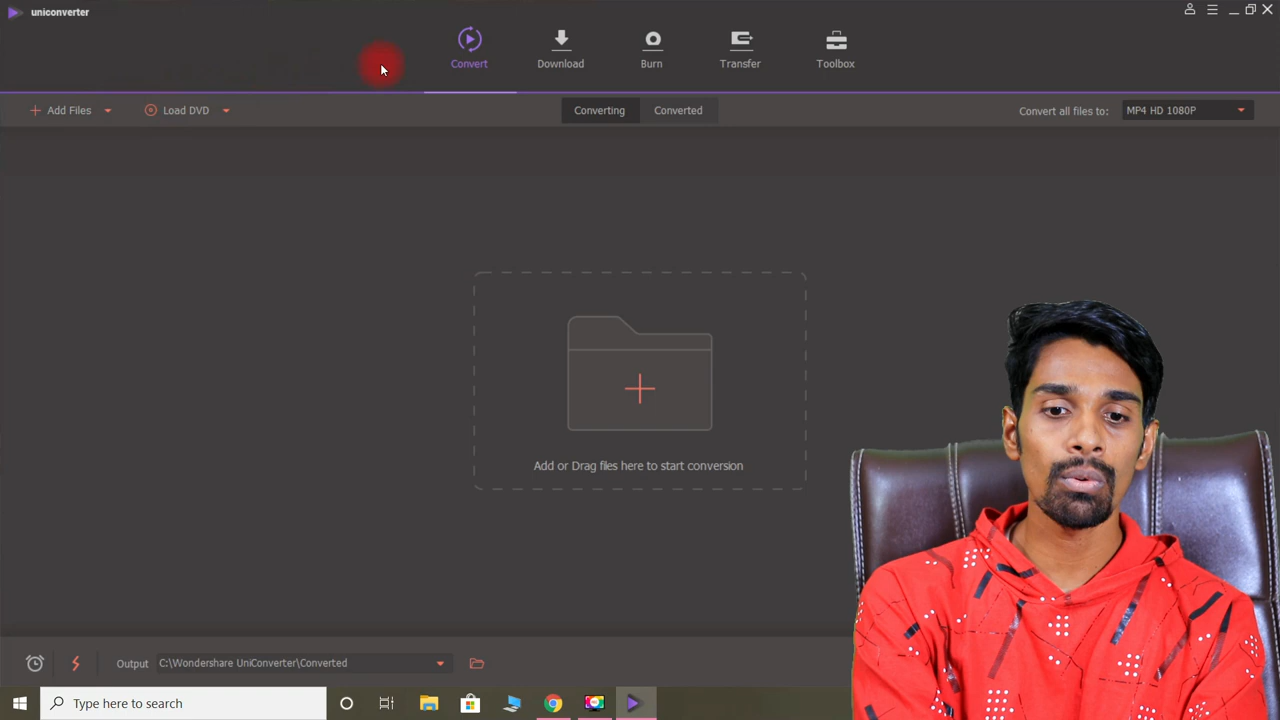 uniconverter
Convert
Download
Burn
Transfer
Toolbox
Add Files
Load DVD
Converting
Converted
Convert all files to:
MP4 HD 1080P
Add or Drag files here to start conversion
Output
C:\Wondershare UniConverter\Converted
Type here to search